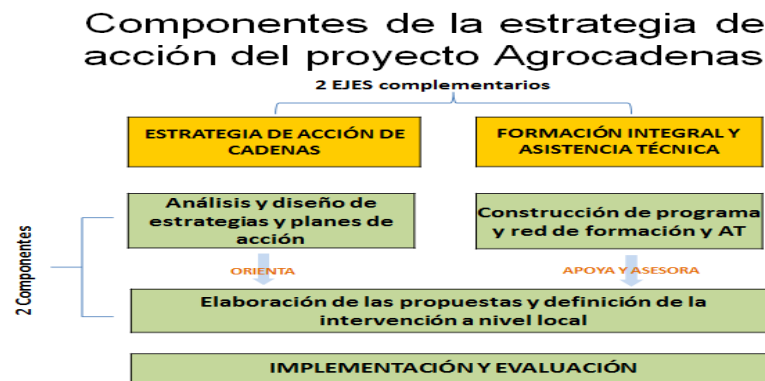 Componentes de la estrategia de
acción del proyecto Agrocadenas
2 EJES complementarios
ESTRATEGIA DE ACCIÓN DE
CADENAS
FORMACIÓN INTEGRAL Y
ASISTENCIA TÉCNICA
2 Componentes
Análisis y diseño de
estrategias y planes de
acción
Construcción de programa
y red de formación y AT
ORIENTA
APOYA Y ASESORA
Elaboración de las propuestas y definición de la
intervención a nivel local
IMPLEMENTACIÓN Y EVALUACIÓN